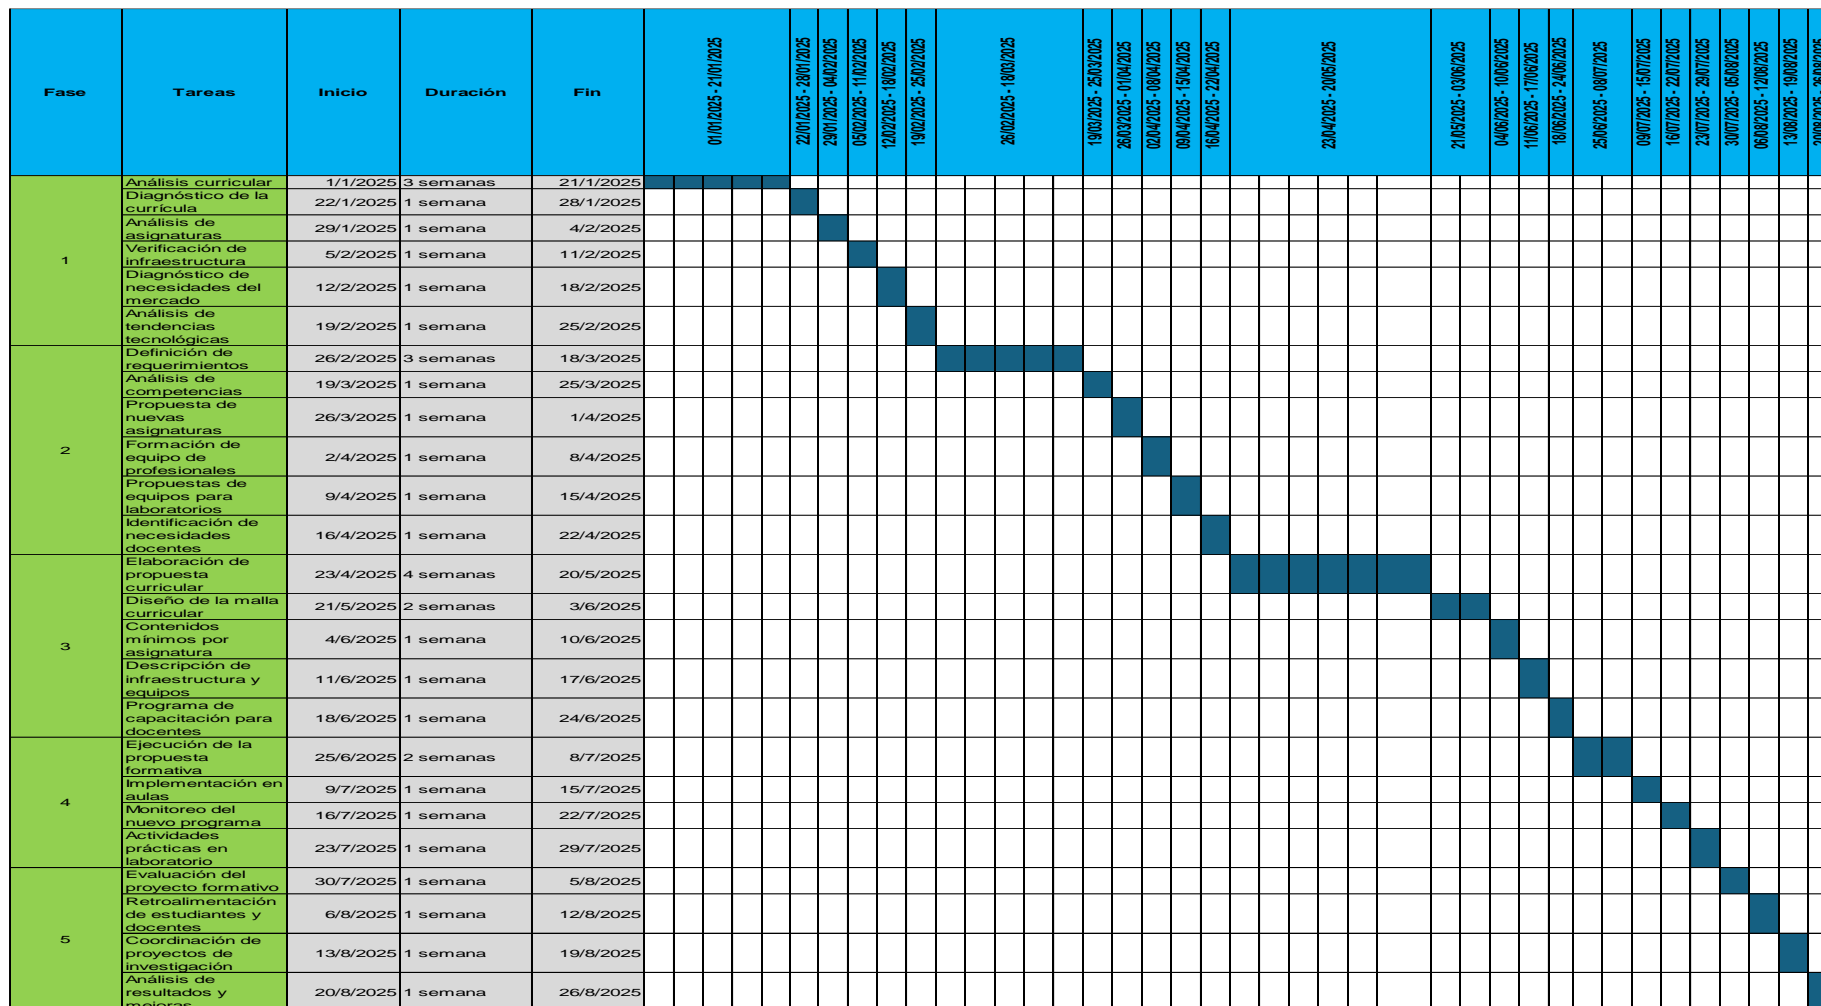 Fase
Tareas
Inicio
Duración
Fin
01/01/2025 - 21/01/2025
22/01/2025 - 28/01/2025
29/01/2025 - 04/02/2025
05/02/2025 - 11/02/2025
12/02/2025 - 18/02/2025
19/02/2025 - 25/02/2025
26/02/2025 - 18/03/2025
19/03/2025 - 25/03/2025
26/03/2025 - 01/04/2025
02/04/2025 - 08/04/2025
09/04/2025 - 15/04/2025
16/04/2025 - 22/04/2025
23/04/2025 - 20/05/2025
21/05/2025 - 03/06/2025
04/06/2025 - 10/06/2025
11/06/2025 - 17/06/2025
18/06/2025 - 24/06/2025
25/06/2025 - 08/07/2025
09/07/2025 - 15/07/2025
16/07/2025 - 22/07/2025
23/07/2025 - 29/07/2025
30/07/2025 - 05/08/2025
06/08/2025 - 12/08/2025
13/08/2025 - 19/08/2025
20/08/2025 - 26/08/2025
1
Análisis curricular
1/1/2025 3 semanas 21/1/2025
Diagnóstico de la
currícula
22/1/2025 1 semana 28/1/2025
Análisis de
asignaturas
29/1/2025 1 semana 4/2/2025
Verificación de
infraestructura
5/2/2025 1 semana 11/2/2025
Diagnóstico de
necesidades del
mercado
12/2/2025 1 semana 18/2/2025
Análisis de
tendencias
tecnológicas
19/2/2025 1 semana 25/2/2025
2
Definición de
requerimientos
26/2/2025 3 semanas 18/3/2025
Análisis de
competencias
19/3/2025 1 semana 25/3/2025
Propuesta de
nuevas
asignaturas
26/3/2025 1 semana 1/4/2025
Formación de
equipo de
profesionales
2/4/2025 1 semana 8/4/2025
Propuestas de
equipos para
laboratorios
9/4/2025 1 semana 15/4/2025
Identificación de
necesidades
docentes
16/4/2025 1 semana 22/4/2025
3
Elaboración de
propuesta
curricular
23/4/2025 4 semanas 20/5/2025
Diseño de la malla
curricular
21/5/2025 2 semanas 3/6/2025
Contenidos
mínimos por
asignatura
4/6/2025 1 semana 10/6/2025
Descripción de
infraestructura y
equipos
11/6/2025 1 semana 17/6/2025
Programa de
capacitación para
docentes
18/6/2025 1 semana 24/6/2025
4
Ejecución de la
propuesta
formativa
25/6/2025 2 semanas 8/7/2025
Implementación en
aulas
9/7/2025 1 semana 15/7/2025
Monitoreo del
nuevo programa
16/7/2025 1 semana 22/7/2025
Actividades
prácticas en
laboratorio
23/7/2025 1 semana 29/7/2025
5
Evaluación del
proyecto formativo
30/7/2025 1 semana 5/8/2025
Retroalimentación
de estudiantes y
docentes
6/8/2025 1 semana 12/8/2025
Coordinación de
proyectos de
investigación
13/8/2025 1 semana 19/8/2025
Análisis de
resultados y
mejoras
20/8/2025 1 semana 26/8/2025